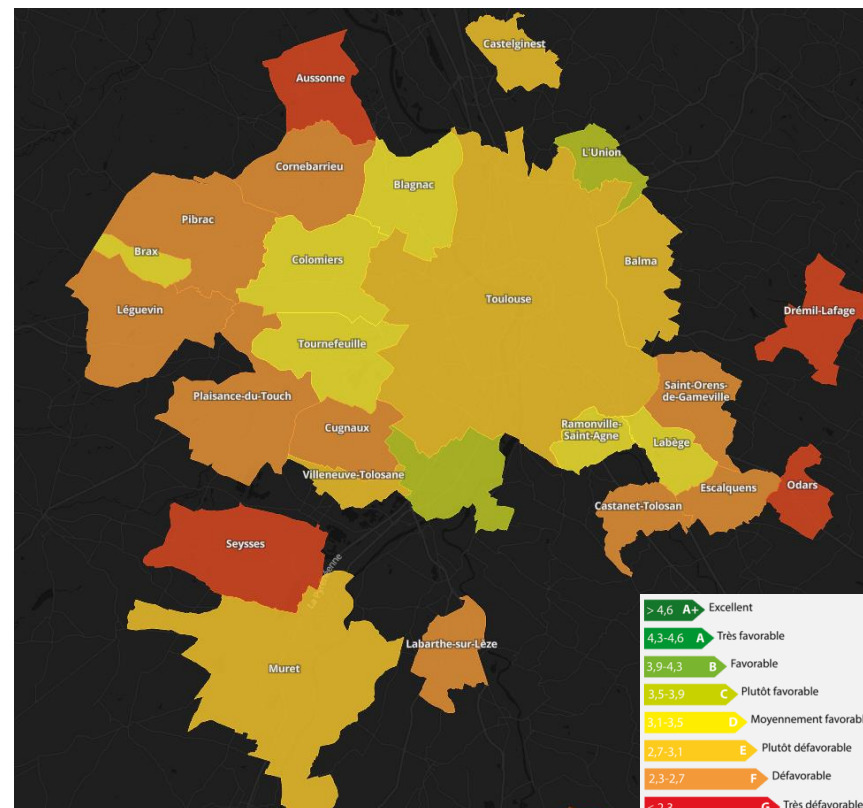 Castelginest
Aussonne
L'Union
Cornebarrieu
Blagnac
Pibrac
Brax
Colomiers
Balma
Toulouse
Léguevin
Drémil-Lafage
Tournefeuille
Saint-Orens-
de-Gameville
Plaisance-du-Touch
Cugnaux
Ramonville-
Saint-Agne
Labège
Villeneuve-Tolosane
Escalquens
Odars
Castanet-Tolosan
Seysses
Labarthe-sur-Lèze
Muret
> 4,6 A+ Excellent
4,3-4,6 A Très favorable
3,9-4,3 B Favorable
3,5-3,9 C Plutôt favorable
3,1-3,5 D Moyennement favorabl
2,7-3,1 E Plutôt défavorable
2,3-2,7 F Défavorable
< 2,3 G Très défavorable